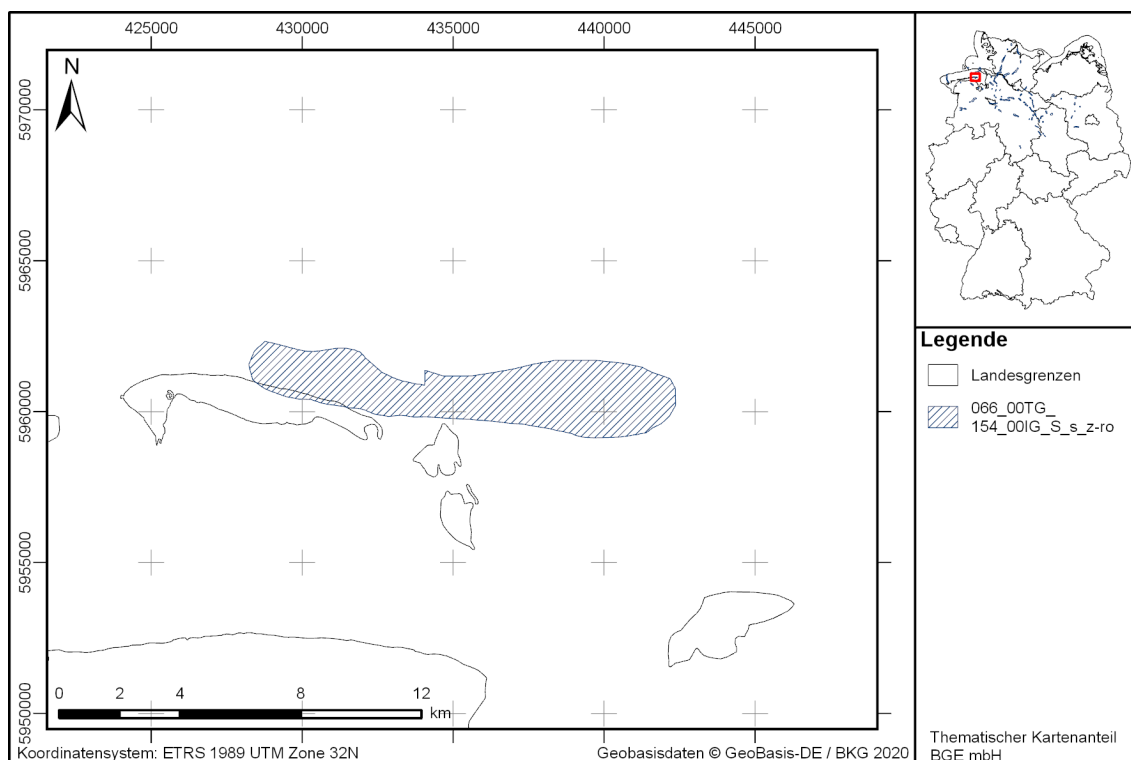 425000 430000 435000 440000 445000
N
5970000
5965000
5960000
5955000
5950000
0 2 4 8 12
km
Koordinatensystem: ETRS 1989 UTM Zone 32N
Geobasisdaten © GeoBasis-DE / BKG 2020
Legende
Landesgrenzen
066_00TG_
154_00IG_S_s_z-ro
Thematischer Kartenanteil
BGE mbH